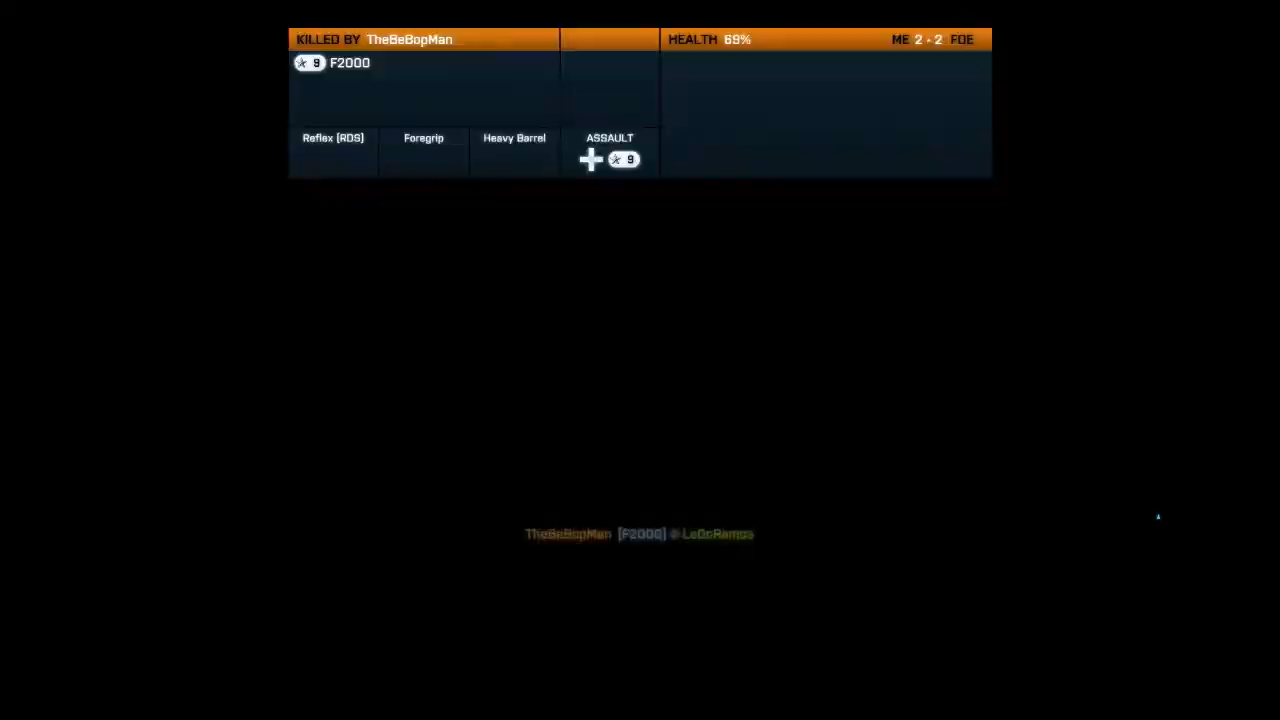 KILLED BY TheBeBopMan
HEALTH 69% ME 2 - 2 FOE
9 F2000
Reflex (RDS) Foregrip Heavy Barrel ASSAULT
9
TheBeBopMan [F2000]